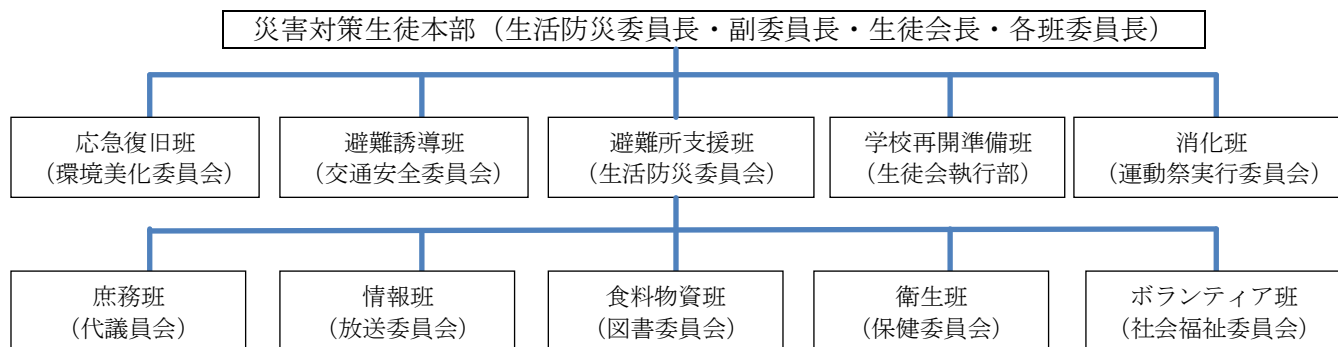 災害対策生徒本部（生活防災委員長・副委員長・生徒会長・各班委員長）
応急復旧班
（環境美化委員会）
避難誘導班
（交通安全委員会）
避難所支援班
（生活防災委員会）
学校再開準備班
（生徒会執行部）
消化班
（運動祭実行委員会）
庶務班
（代議員会）
情報班
（放送委員会）
食料物資班
（図書委員会）
衛生班
（保健委員会）
ボランティア班
（社会福祉委員会）